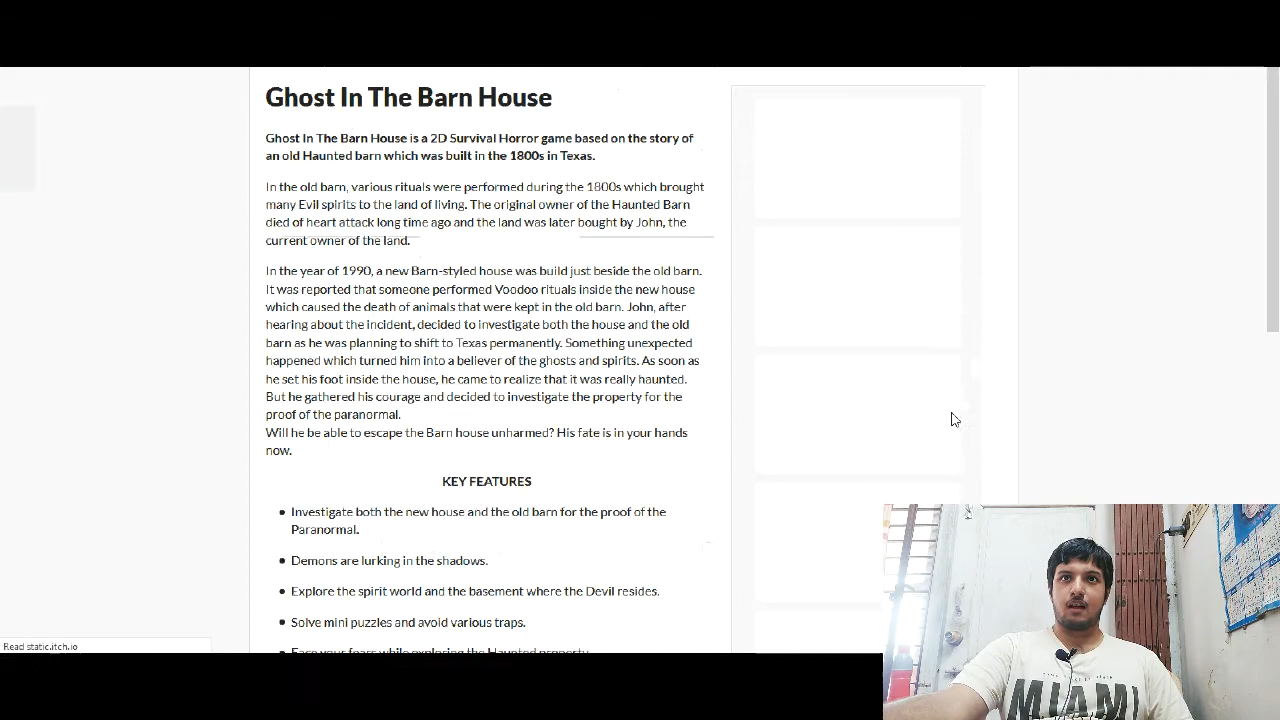 Ghost In The Barn House
Ghost In The Barn House is a 2D Survival Horror game based on the story of
an old Haunted barn which was built in the 1800s in Texas.
In the old barn, various rituals were performed during the 1800s which brought
many Evil spirits to the land of living. The original owner of the Haunted Barn
died of heart attack long time ago and the land was later bought by John, the
current owner of the land.
In the year of 1990, a new Barn-styled house was build just beside the old barn.
It was reported that someone performed Voodoo rituals inside the new house
which caused the death of animals that were kept in the old barn. John, after
hearing about the incident, decided to investigate both the house and the old
barn as he was planning to shift to Texas permanently. Something unexpected
happened which turned him into a believer of the ghosts and spirits. As soon as
he set his foot inside the house, he came to realize that it was really haunted.
But he gathered his courage and decided to investigate the property for the
proof of the paranormal.
Will he be able to escape the Barn house unharmed? His fate is in your hands
now.
KEY FEATURES
Investigate both the new house and the old barn for the proof of the
Paranormal.
Demons are lurking in the shadows.
Explore the spirit world and the basement where the Devil resides.
Solve mini puzzles and avoid various traps.
Face your fears while exploring the Haunted property
Read static.itch.io
MIAMI